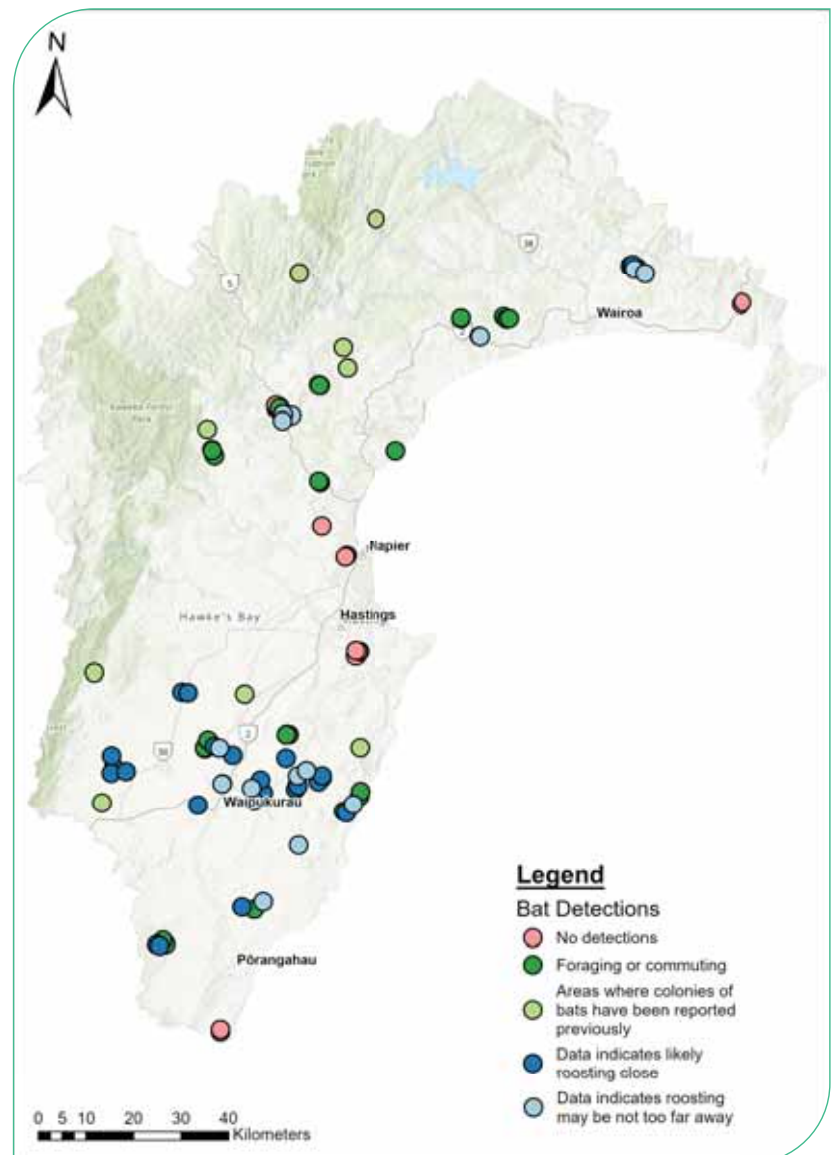 N
38
5
Wairoa
2
Napier
Hawke's Bay
Hastings
2
50
Waipukurau
Pōrangahau
Legend
Bat Detections
No detections
Foraging or commuting
Areas where colonies of
bats have been reported
previously
Data indicates likely
roosting close
Data indicates roosting
may be not too far away
0 5 10 20 30 40
Kilometers